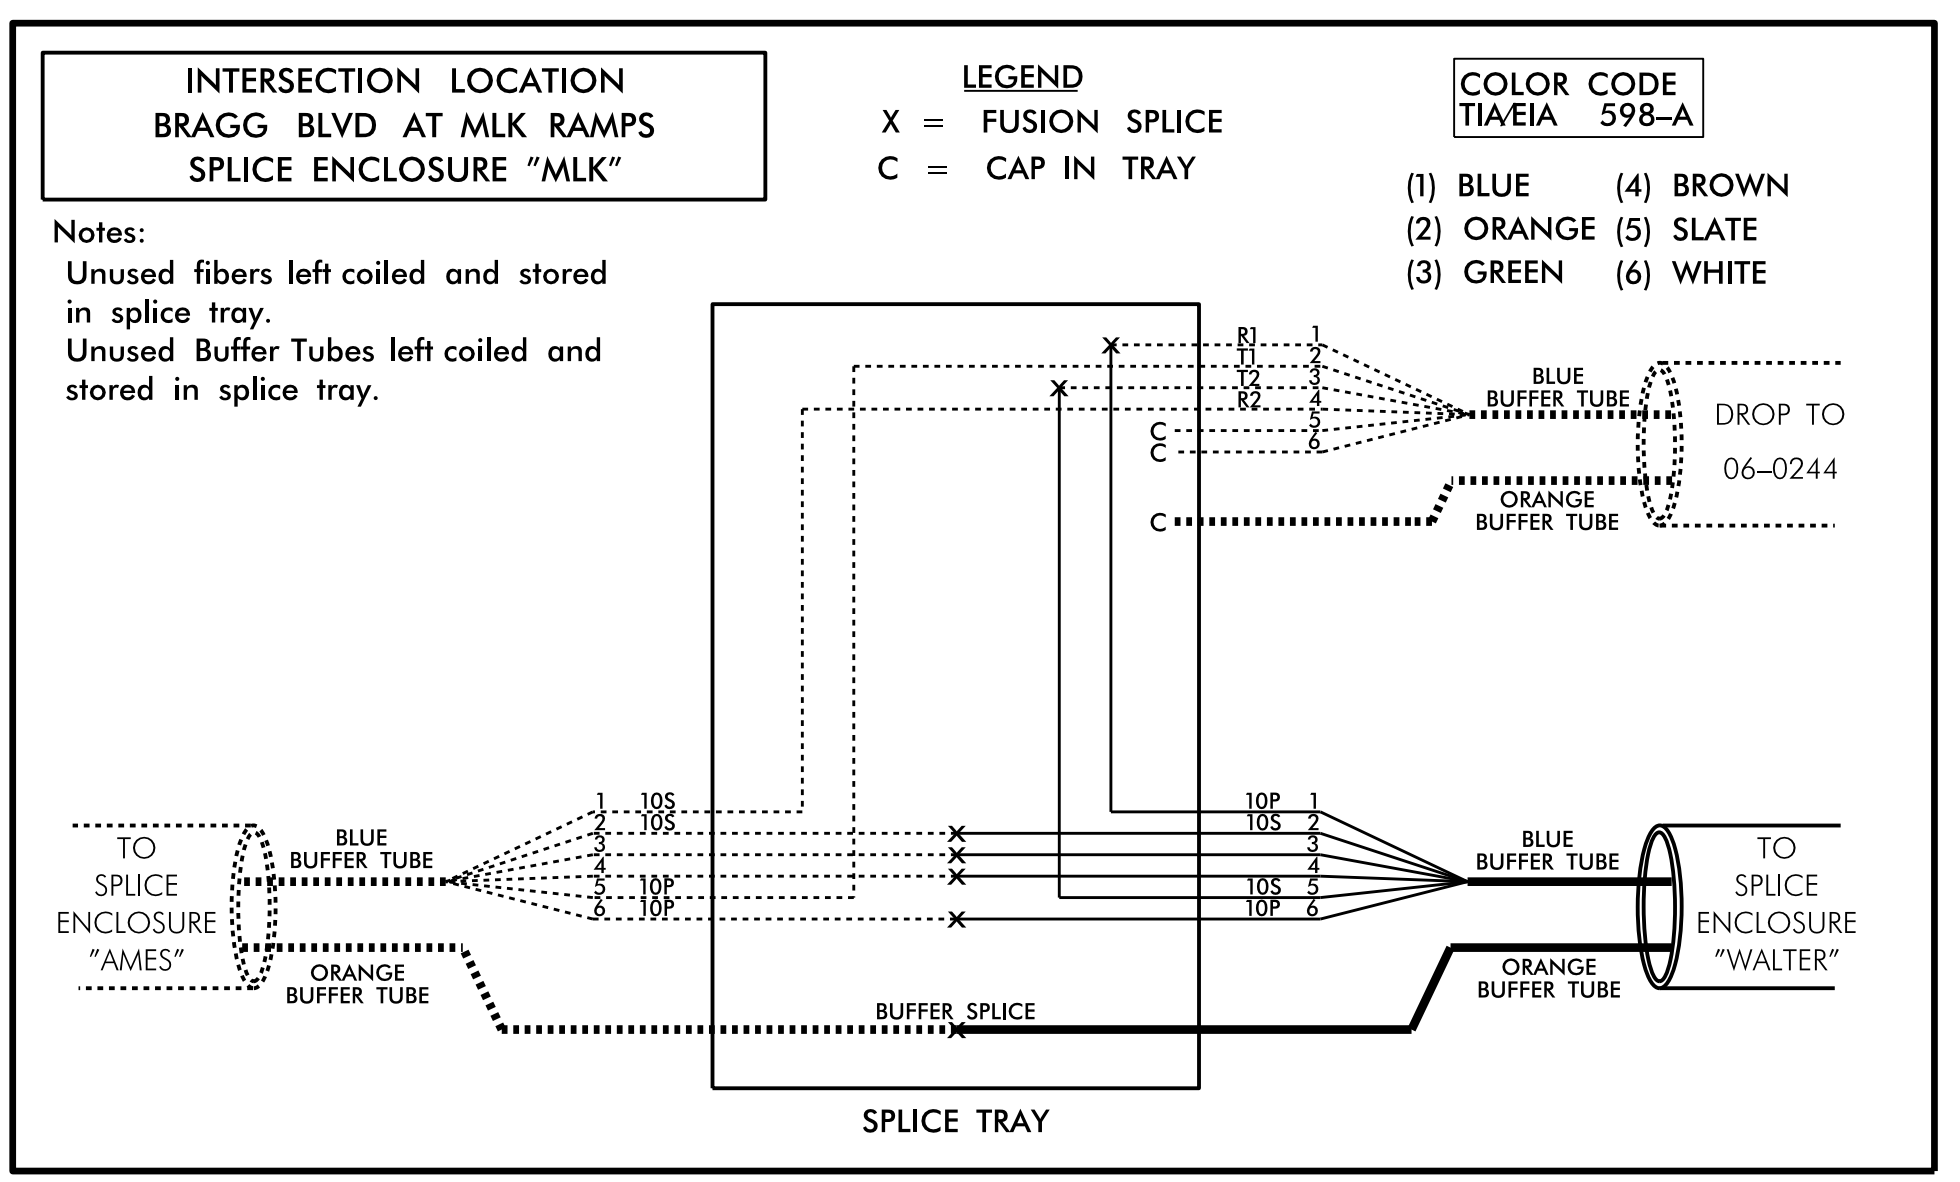 INTERSECTION LOCATION
BRAGG BLVD AT MLK RAMPS
SPLICE ENCLOSURE "MLK"
LEGEND
X = FUSION SPLICE
C = CAP IN TRAY
COLOR CODE
TIA/EIA 598-A
(1) BLUE (4) BROWN
(2) ORANGE (5) SLATE
(3) GREEN (6) WHITE
Notes:
Unused fibers left coiled and stored
in splice tray.
Unused Buffer Tubes left coiled and
stored in splice tray.
X R1 1
T1 2
X T2 3
R2 4
C 5
C 6
BLUE
BUFFER TUBE
C
ORANGE
BUFFER TUBE
DROP TO
06-0244
TO
SPLICE
ENCLOSURE
"AMES"
BLUE
BUFFER TUBE
ORANGE
BUFFER TUBE
1 10S
2 10S
3
4
5 10P
6 10P
X
X
X
X
BUFFER SPLICE
X
10P 1
10S 2
3
4
10S 5
10P 6
BLUE
BUFFER TUBE
ORANGE
BUFFER TUBE
TO
SPLICE
ENCLOSURE
"WALTER"
SPLICE TRAY